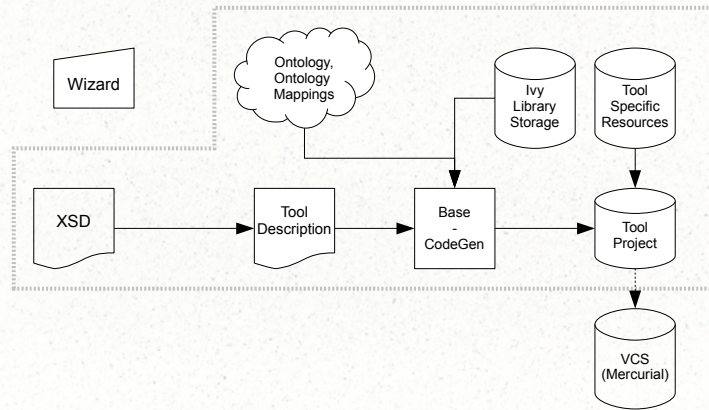 Wizard
Ontology,
Ontology
Mappings
Ivy
Library
Storage
Tool
Specific
Resources
XSD
Tool
Description
Base
-
CodeGen
Tool
Project
VCS
(Mercurial)